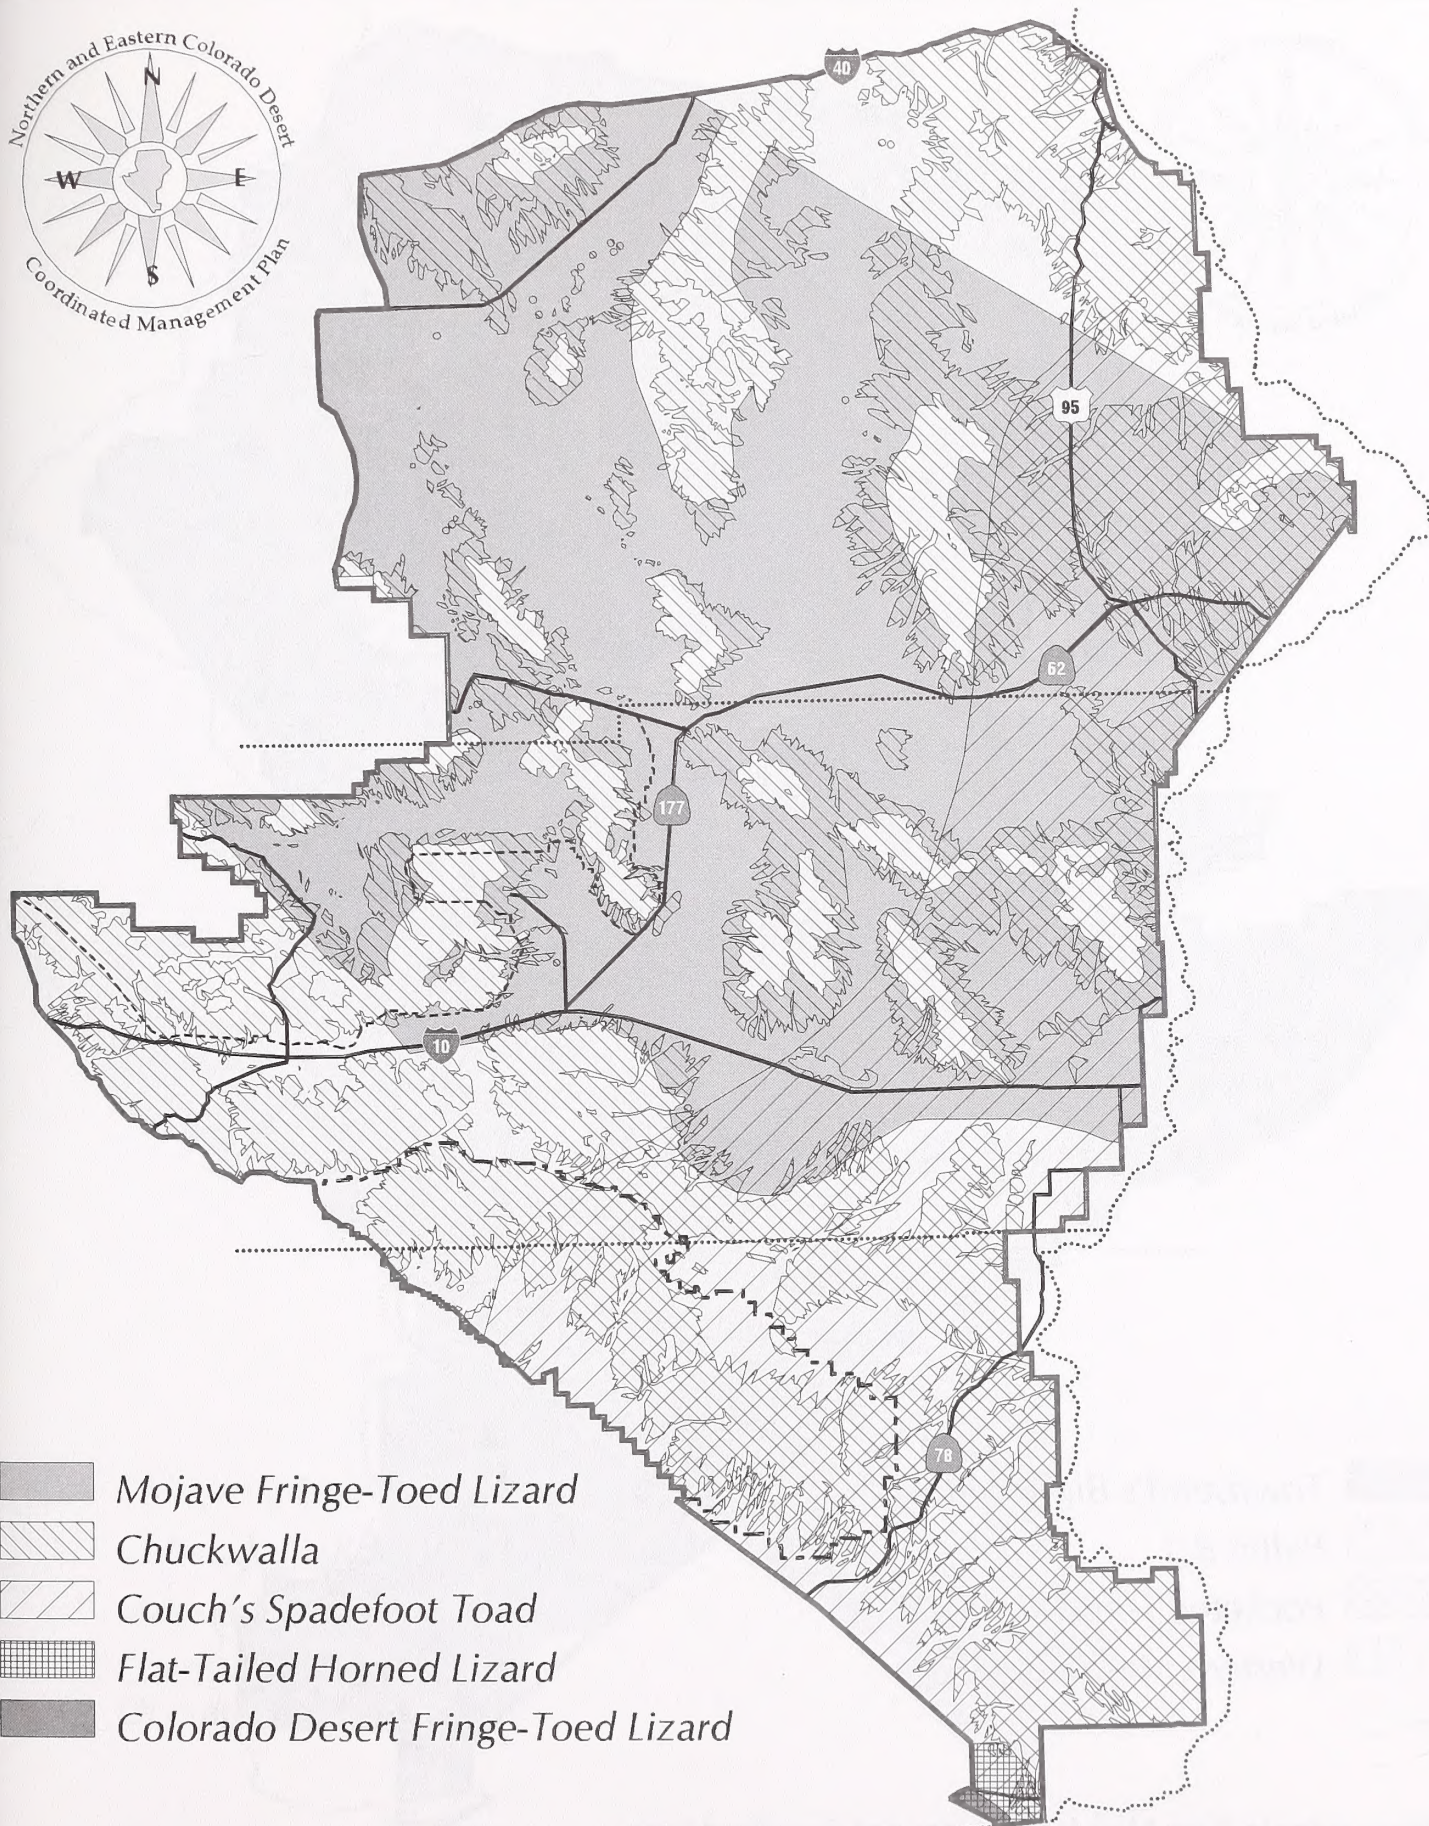 Northern and Eastern Colorado Desert
N
W
E
S
Coordinated Management Plan
40
95
62
177
10
78
Mojave Fringe-Toed Lizard
Chuckwalla
Couch's Spadefoot Toad
Flat-Tailed Horned Lizard
Colorado Desert Fringe-Toed Lizard